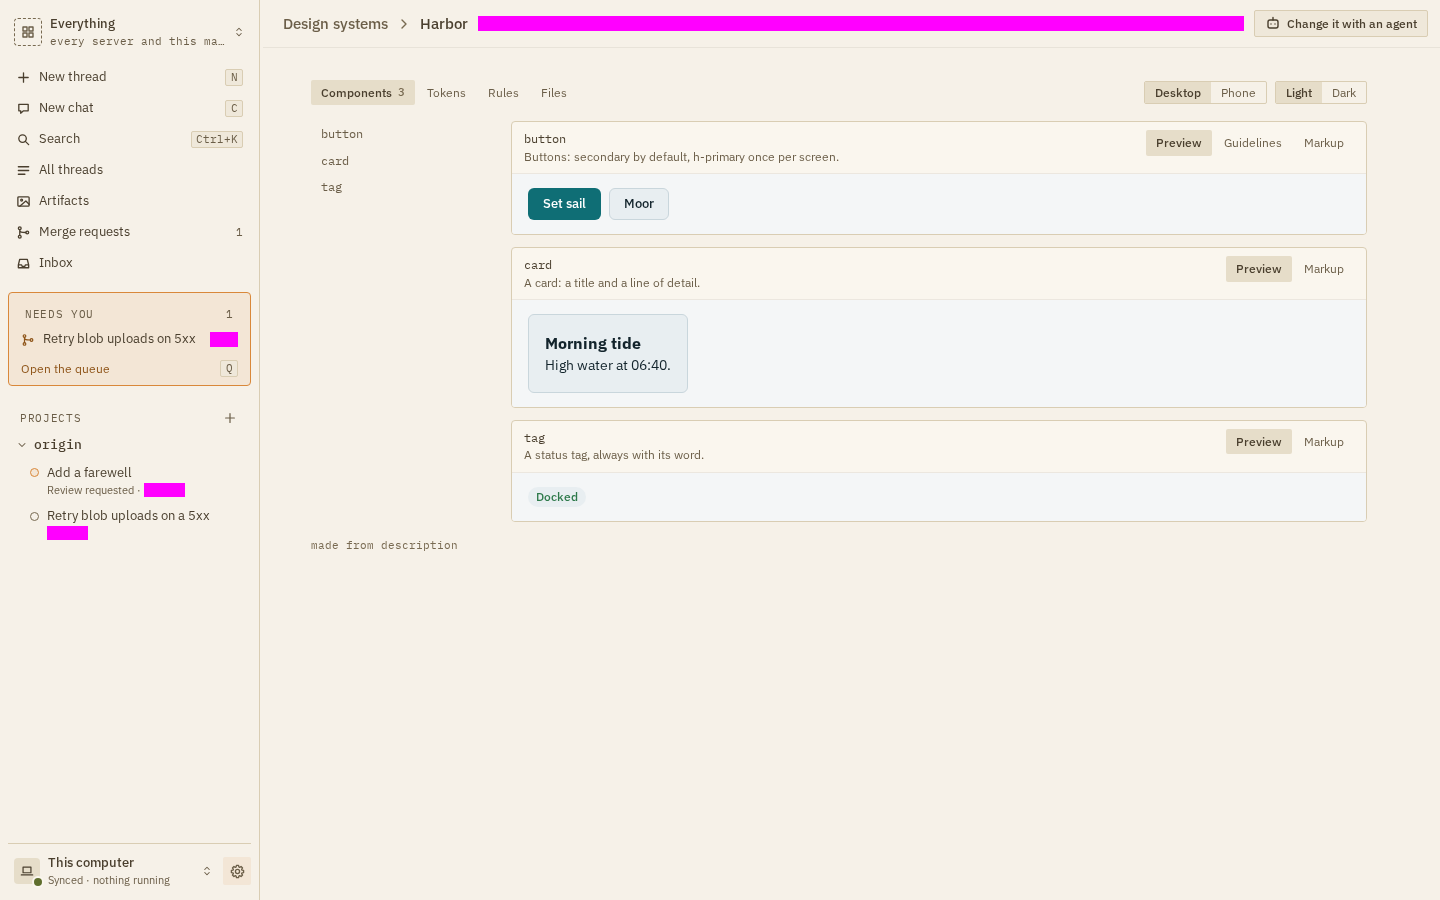 Everything
every server and this ma…
New thread N
New chat C
Search Ctrl+K
All threads
Artifacts
Merge requests 1
Inbox
NEEDS YOU 1
Retry blob uploads on 5xx
Open the queue Q
PROJECTS
origin
Add a farewell
Review requested ·
Retry blob uploads on a 5xx
This computer
Synced · nothing running
Design systems Harbor
Change it with an agent
Components 3 Tokens Rules Files
Desktop Phone Light Dark
button
card
tag
button
Buttons: secondary by default, h-primary once per screen.
Preview Guidelines Markup
Set sail Moor
card
A card: a title and a line of detail.
Preview Markup
Morning tide
High water at 06:40.
tag
A status tag, always with its word.
Preview Markup
Docked
made from description